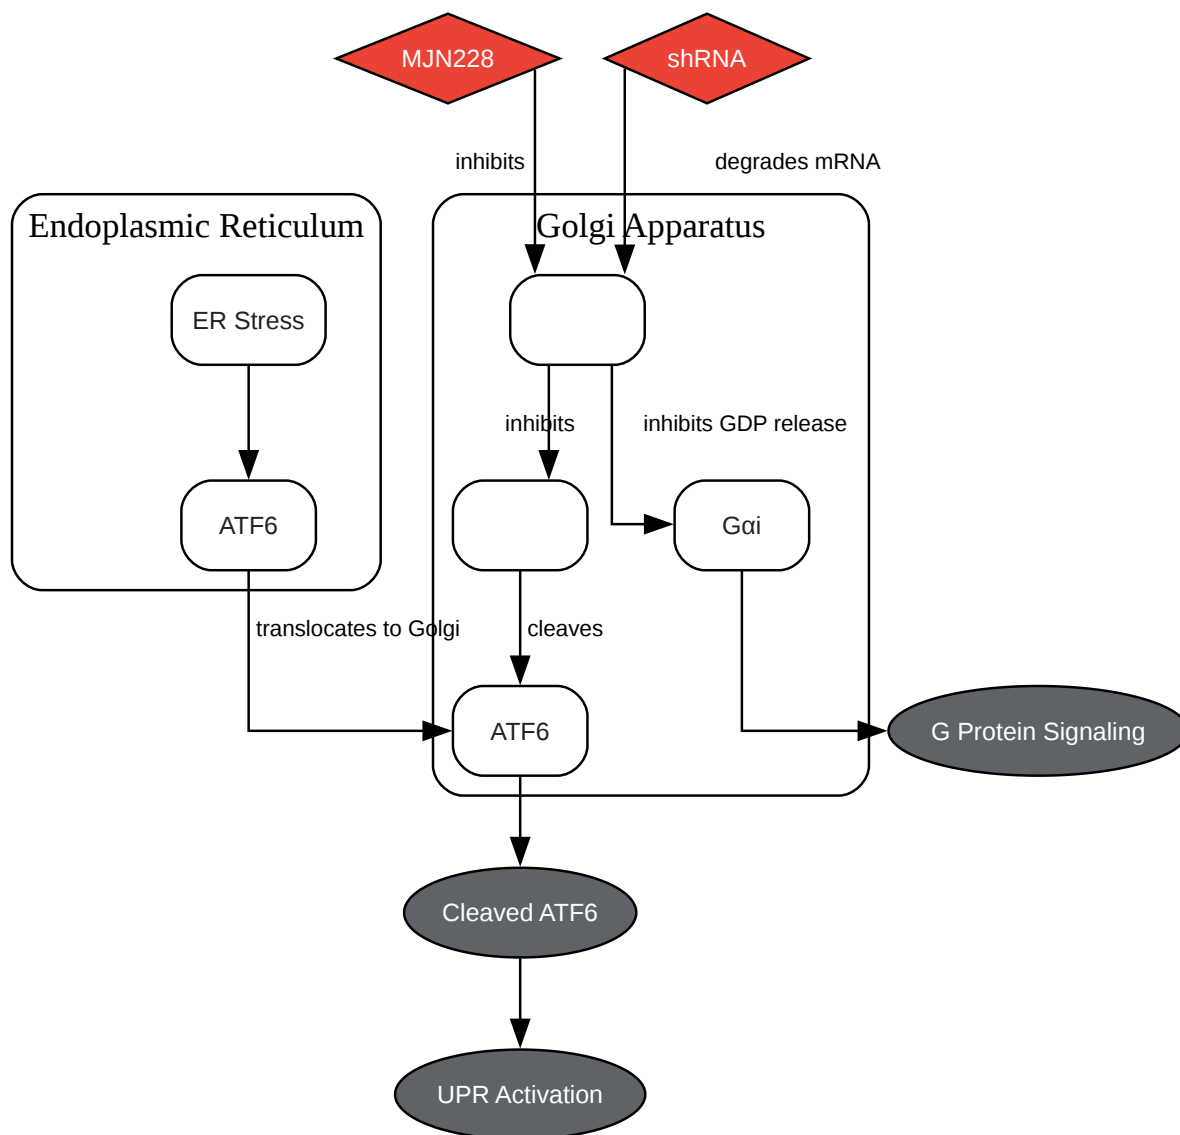 MJN228
shRNA
inhibits
degrades mRNA
Endoplasmic Reticulum
Golgi Apparatus
ER Stress
inhibits
inhibits GDP release
ATF6
Gαi
translocates to Golgi
cleaves
ATF6
G Protein Signaling
Cleaved ATF6
UPR Activation